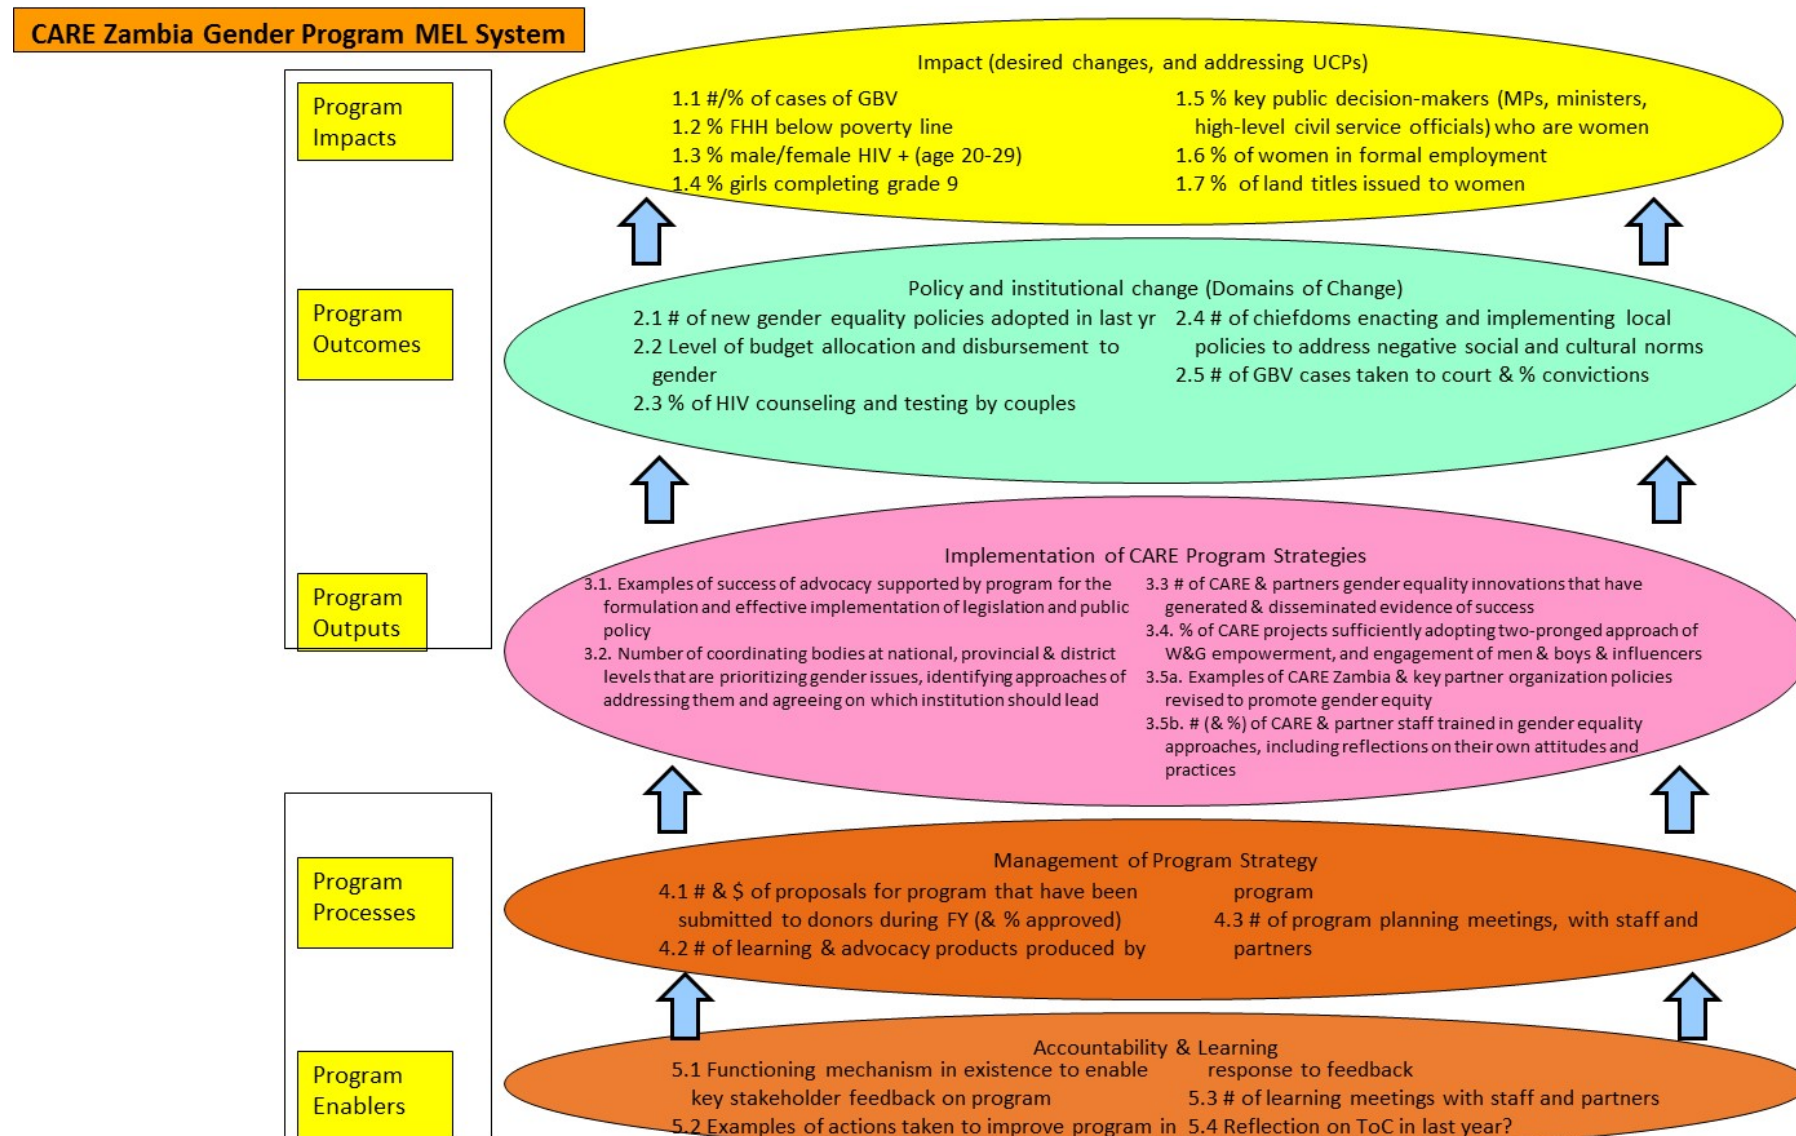 CARE Zambia Gender Program MEL System
Program
Impacts
Impact (desired changes, and addressing UCPs)
1.1 #/% of cases of GBV
1.2 % FHH below poverty line
1.3 % male/female HIV + (age 20-29)
1.4 % girls completing grade 9
1.5 % key public decision-makers (MPs, ministers,
high-level civil service officials) who are women
1.6 % of women in formal employment
1.7 % of land titles issued to women
Program
Outcomes
Policy and institutional change (Domains of Change)
2.1 # of new gender equality policies adopted in last yr
2.2 Level of budget allocation and disbursement to
gender
2.3 % of HIV counseling and testing by couples
2.4 # of chiefdoms enacting and implementing local
policies to address negative social and cultural norms
2.5 # of GBV cases taken to court & % convictions
Program
Outputs
Implementation of CARE Program Strategies
3.1. Examples of success of advocacy supported by program for the
formulation and effective implementation of legislation and public
policy
3.2. Number of coordinating bodies at national, provincial & district
levels that are prioritizing gender issues, identifying approaches of
addressing them and agreeing on which institution should lead
3.3 # of CARE & partners gender equality innovations that have
generated & disseminated evidence of success
3.4. % of CARE projects sufficiently adopting two-pronged approach of
W&G empowerment, and engagement of men & boys & influencers
3.5a. Examples of CARE Zambia & key partner organization policies
revised to promote gender equity
3.5b. # (& %) of CARE & partner staff trained in gender equality
approaches, including reflections on their own attitudes and
practices
Program
Processes
Management of Program Strategy
4.1 # & $ of proposals for program that have been
submitted to donors during FY (& % approved)
4.2 # of learning & advocacy products produced by
program
4.3 # of program planning meetings, with staff and
partners
Program
Enablers
Accountability & Learning
5.1 Functioning mechanism in existence to enable
key stakeholder feedback on program
5.2 Examples of actions taken to improve program in
response to feedback
5.3 # of learning meetings with staff and partners
5.4 Reflection on ToC in last year?